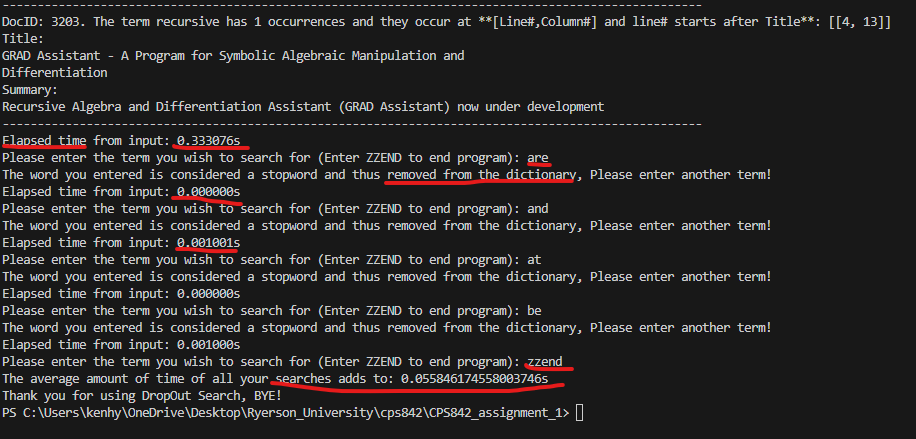 ----------------------------------------------------------------------------------------------------
DocID: 3203. The term recursive has 1 occurrences and they occur at **[Line#,Column#] and line# starts after Title**: [[4, 13]]
Title:
GRAD Assistant - A Program for Symbolic Algebraic Manipulation and
Differentiation
Summary:
Recursive Algebra and Differentiation Assistant (GRAD Assistant) now under development
----------------------------------------------------------------------------------------------------
Elapsed time from input: 0.333076s
Please enter the term you wish to search for (Enter ZZEND to end program): are
The word you entered is considered a stopword and thus removed from the dictionary, Please enter another term!
Elapsed time from input: 0.000000s
Please enter the term you wish to search for (Enter ZZEND to end program): and
The word you entered is considered a stopword and thus removed from the dictionary, Please enter another term!
Elapsed time from input: 0.001001s
Please enter the term you wish to search for (Enter ZZEND to end program): at
The word you entered is considered a stopword and thus removed from the dictionary, Please enter another term!
Elapsed time from input: 0.000000s
Please enter the term you wish to search for (Enter ZZEND to end program): be
The word you entered is considered a stopword and thus removed from the dictionary, Please enter another term!
Elapsed time from input: 0.001000s
Please enter the term you wish to search for (Enter ZZEND to end program): zzend
The average amount of time of all your searches adds to: 0.055846174558003746s
Thank you for using DropOut Search, BYE!
PS C:\Users\kenhy\OneDrive\Desktop\Ryerson_University\cps842\CPS842_assignment_1>